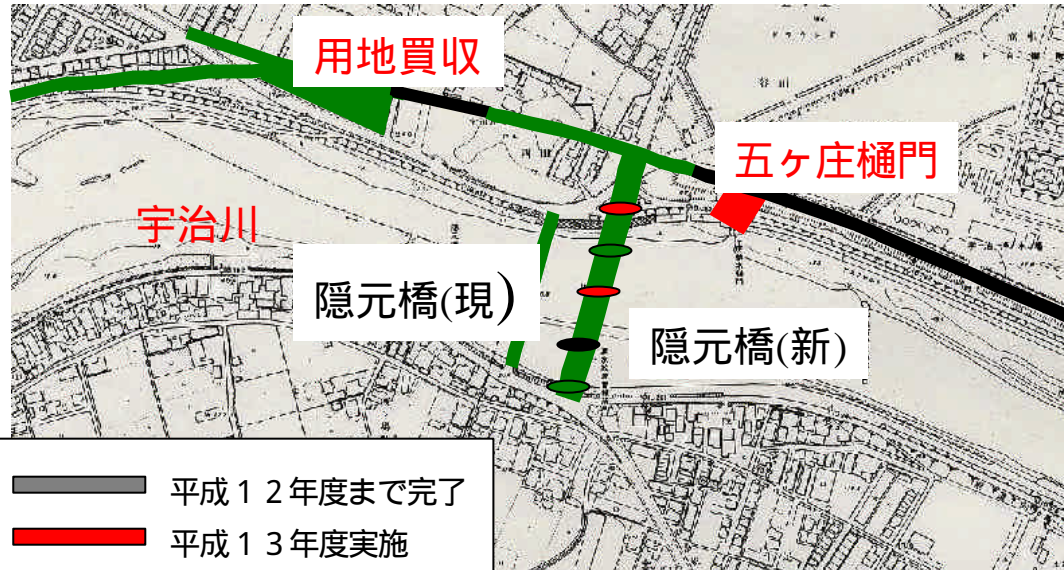 用地買収
五ヶ庄樋門
宇治川
隠元橋(現)
隠元橋(新)
平成１２年度まで完了
平成１３年度実施